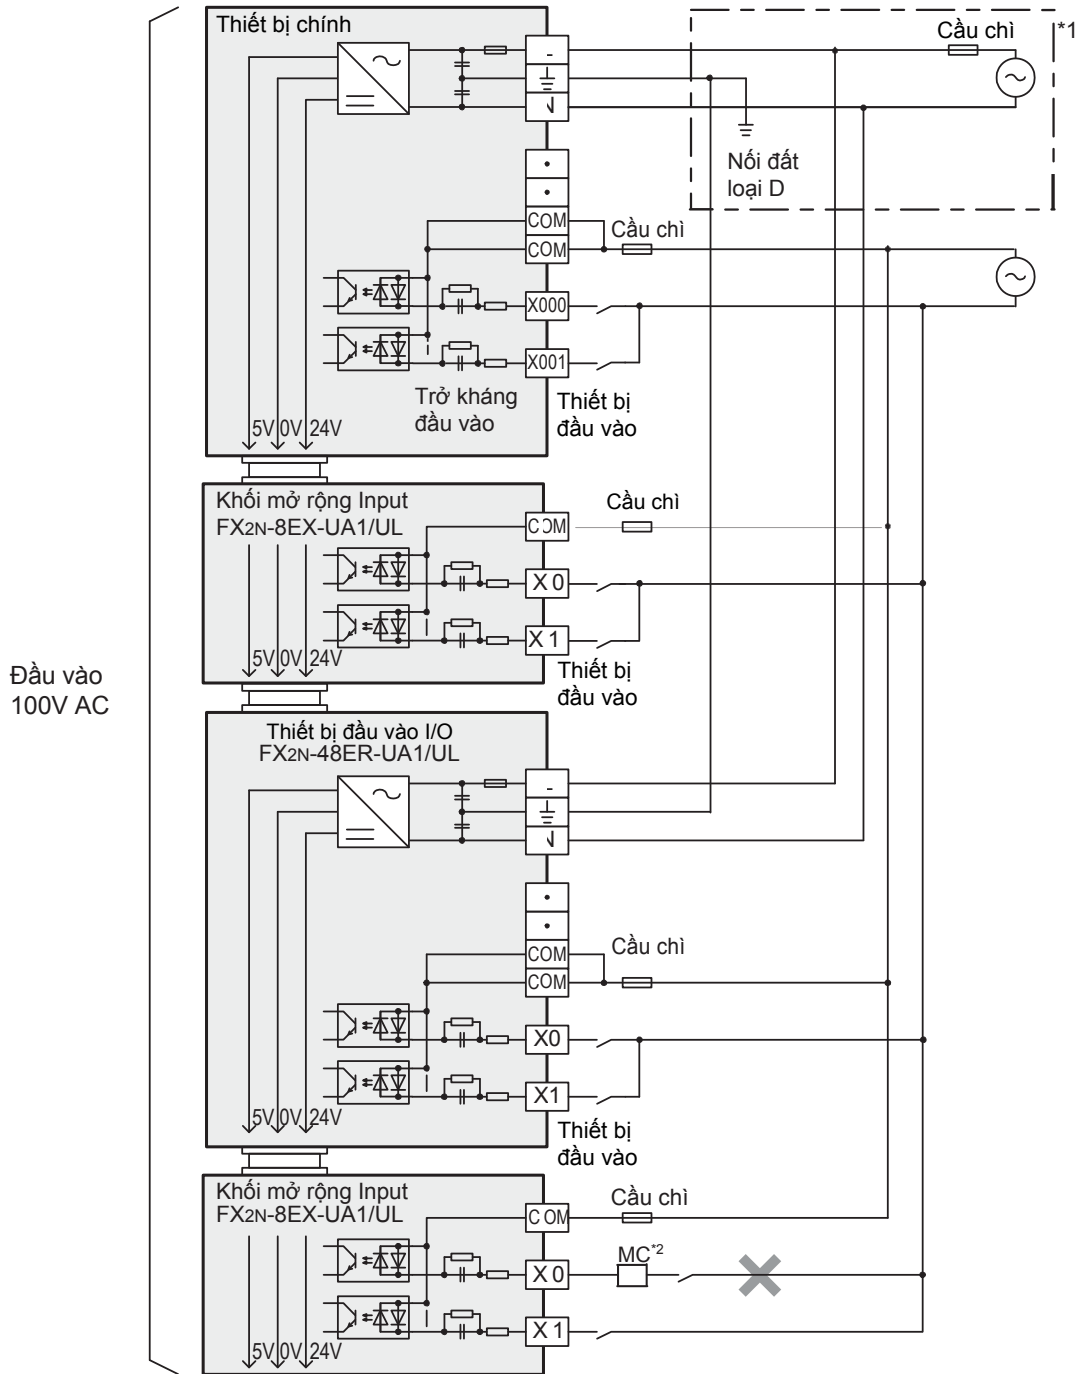 Thiết bị chính
Cầu chì
*1
-
N
Nối đất
loại D
COM
Cầu chì
COM
X000
X001
Trở kháng
đầu vào
Thiết bị
đầu vào
5V 0V 24V
Khối mở rộng Input
FX2N-8EX-UA1/UL
Cầu chì
COM
X0
X1
5V 0V 24V
Thiết bị
đầu vào
Đầu vào
100V AC
Thiết bị đầu vào I/O
FX2N-48ER-UA1/UL
-
N
COM
Cầu chì
COM
X0
X1
5V 0V 24V
Thiết bị
đầu vào
Khối mở rộng Input
FX2N-8EX-UA1/UL
Cầu chì
COM
MC*2
X0
X1
5V 0V 24V